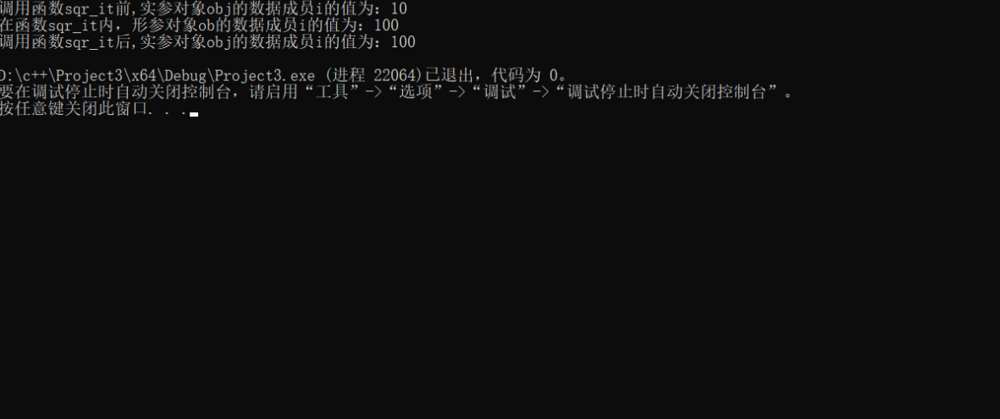 调用函数sqr_it前,实参对象obj的数据成员i的值为：10
在函数sqr_it内，形参对象ob的数据成员i的值为：100
调用函数sqr_it后,实参对象obj的数据成员i的值为：100
D:\c++\Project3\x64\Debug\Project3.exe (进程 22064)已退出，代码为 0。
要在调试停止时自动关闭控制台，请启用“工具”->“选项”->“调试”->“调试停止时自动关闭控制台”。
按任意键关闭此窗口. . .